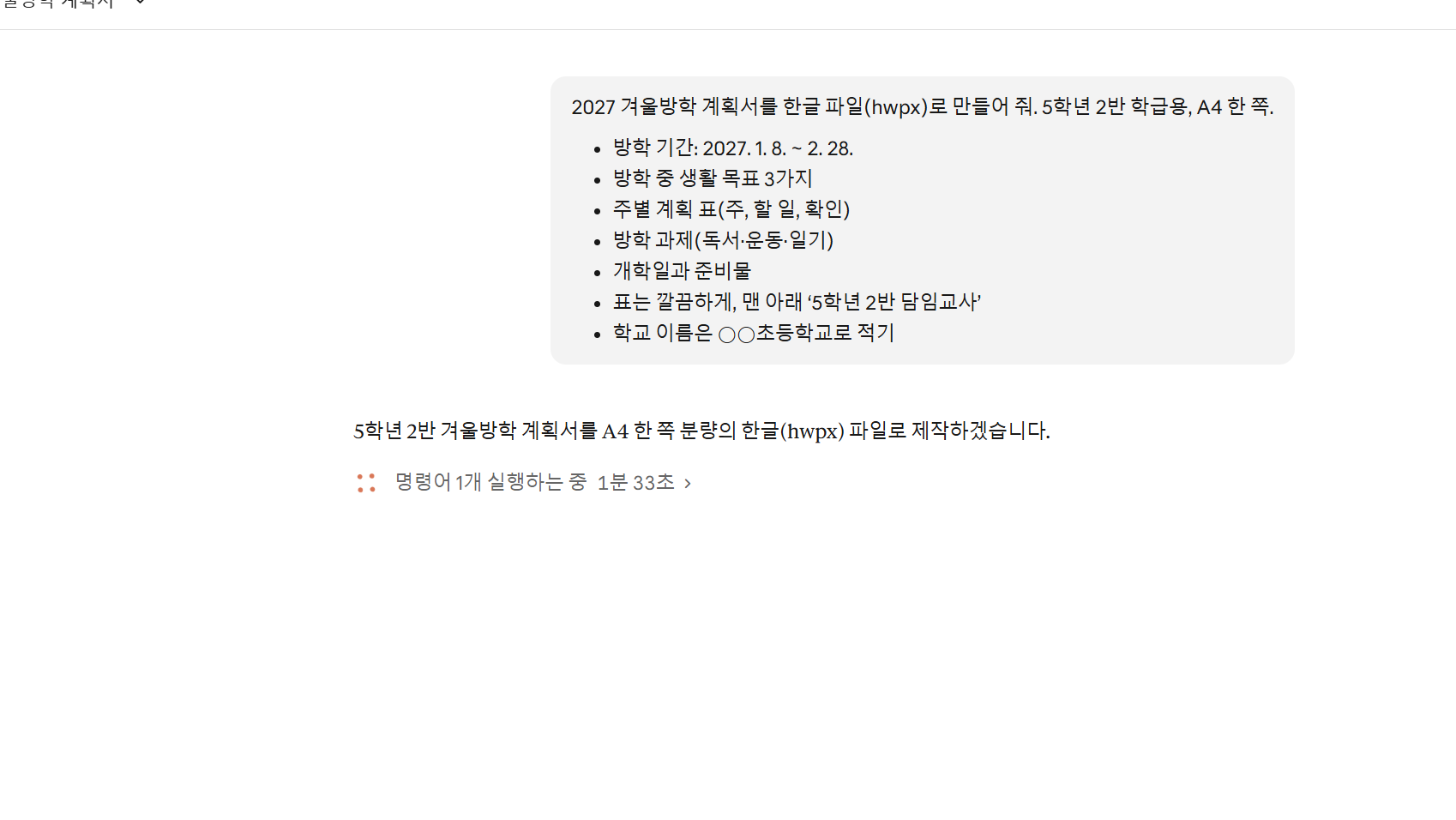 2027 겨울방학 계획서를 한글 파일(hwpx)로 만들어 줘. 5학년 2반 학급용, A4 한 쪽.
• 방학 기간: 2027. 1. 8. ~ 2. 28.
• 방학 중 생활 목표 3가지
• 주별 계획 표(주, 할 일, 확인)
• 방학 과제(독서·운동·일기)
• 개학일과 준비물
• 표는 깔끔하게, 맨 아래 ‘5학년 2반 담임교사’
• 학교 이름은 ○○초등학교로 적기
5학년 2반 겨울방학 계획서를 A4 한 쪽 분량의 한글(hwpx) 파일로 제작하겠습니다.
명령어 1개 실행하는 중 1분 33초 ›